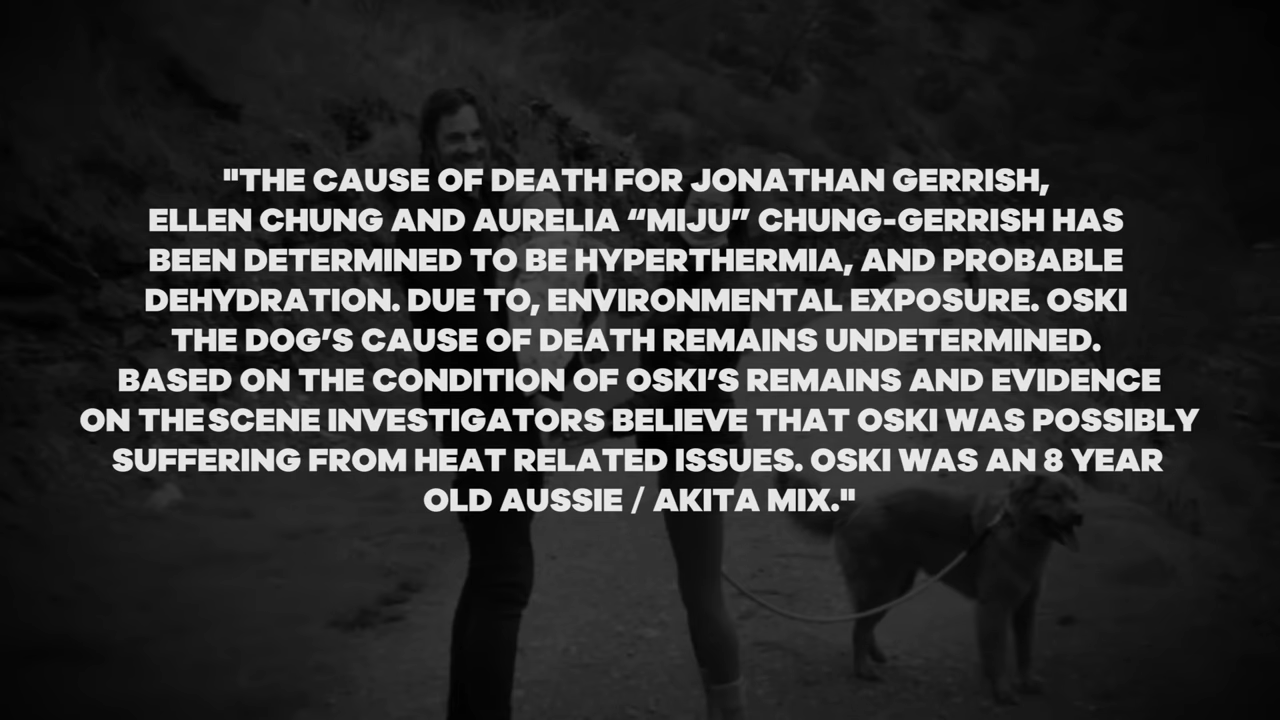 "THE CAUSE OF DEATH FOR JONATHAN GERRISH,
ELLEN CHUNG AND AURELIA “MIJU” CHUNG-GERRISH HAS
BEEN DETERMINED TO BE HYPERTHERMIA, AND PROBABLE
DEHYDRATION. DUE TO, ENVIRONMENTAL EXPOSURE. OSKI
THE DOG’S CAUSE OF DEATH REMAINS UNDETERMINED.
BASED ON THE CONDITION OF OSKI’S REMAINS AND EVIDENCE
ON THE SCENE INVESTIGATORS BELIEVE THAT OSKI WAS POSSIBLY
SUFFERING FROM HEAT RELATED ISSUES. OSKI WAS AN 8 YEAR
OLD AUSSIE / AKITA MIX."